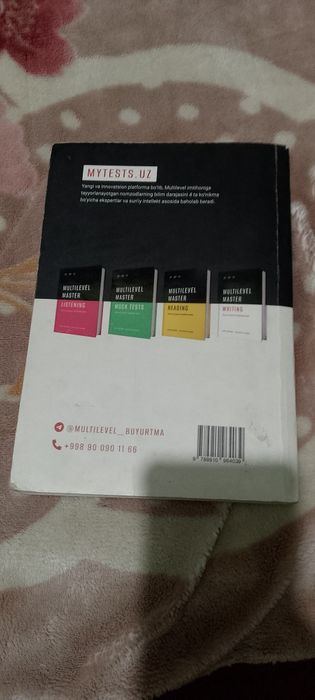 MYTESTS.UZ
Yangi va innovatsion platforma bo'lib, Multilevel imtihoniga
tayyorlanayotgan nomzodlarning bilim darajasini 4 ta ko'nikma
bo'yicha ekspertlar va sun'iy intellekt asosida baholab beradi.
MULTILEVEL
MASTER
LISTENING
MULTILEVEL
MASTER
MOCK TESTS
MULTILEVEL
MASTER
READING
MULTILEVEL
MASTER
WRITING
@MULTILEVEL_BUYURTMA
+998 90 090 11 66